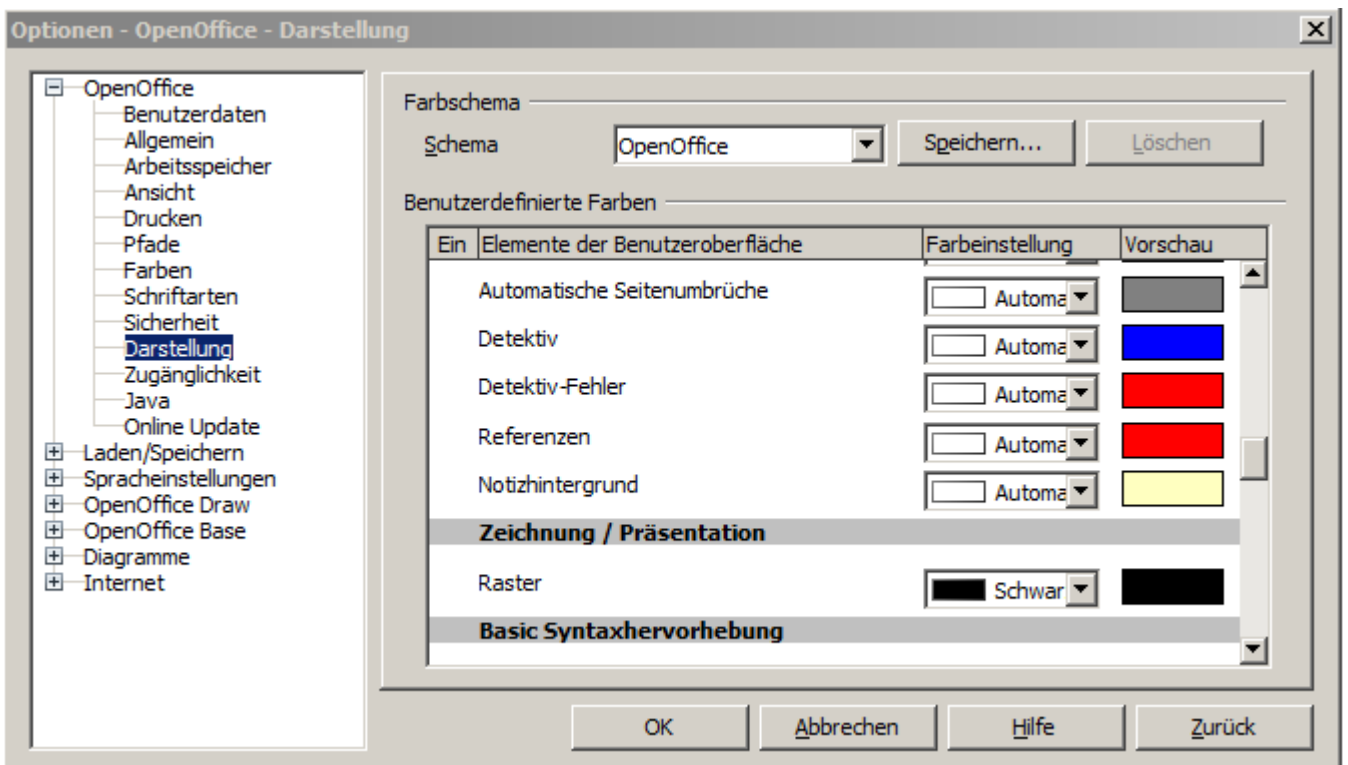 Optionen - OpenOffice - Darstellung
OpenOffice
Benutzerdaten
Allgemein
Arbeitsspeicher
Ansicht
Drucken
Pfade
Farben
Schriftarten
Sicherheit
Darstellung
Zugänglichkeit
Java
Online Update
Laden/Speichern
Spracheinstellungen
OpenOffice Draw
OpenOffice Base
Diagramme
Internet
Farbschema
Schema OpenOffice Speichern... Löschen
Benutzerdefinierte Farben
Ein Elemente der Benutzeroberfläche Farbeinstellung Vorschau
Automatische Seitenumbrüche Automa
Detektiv Automa
Detektiv-Fehler Automa
Referenzen Automa
Notizhintergrund Automa
Zeichnung / Präsentation
Raster Schwar
Basic Syntaxhervorhebung
OK Abbrechen Hilfe Zurück